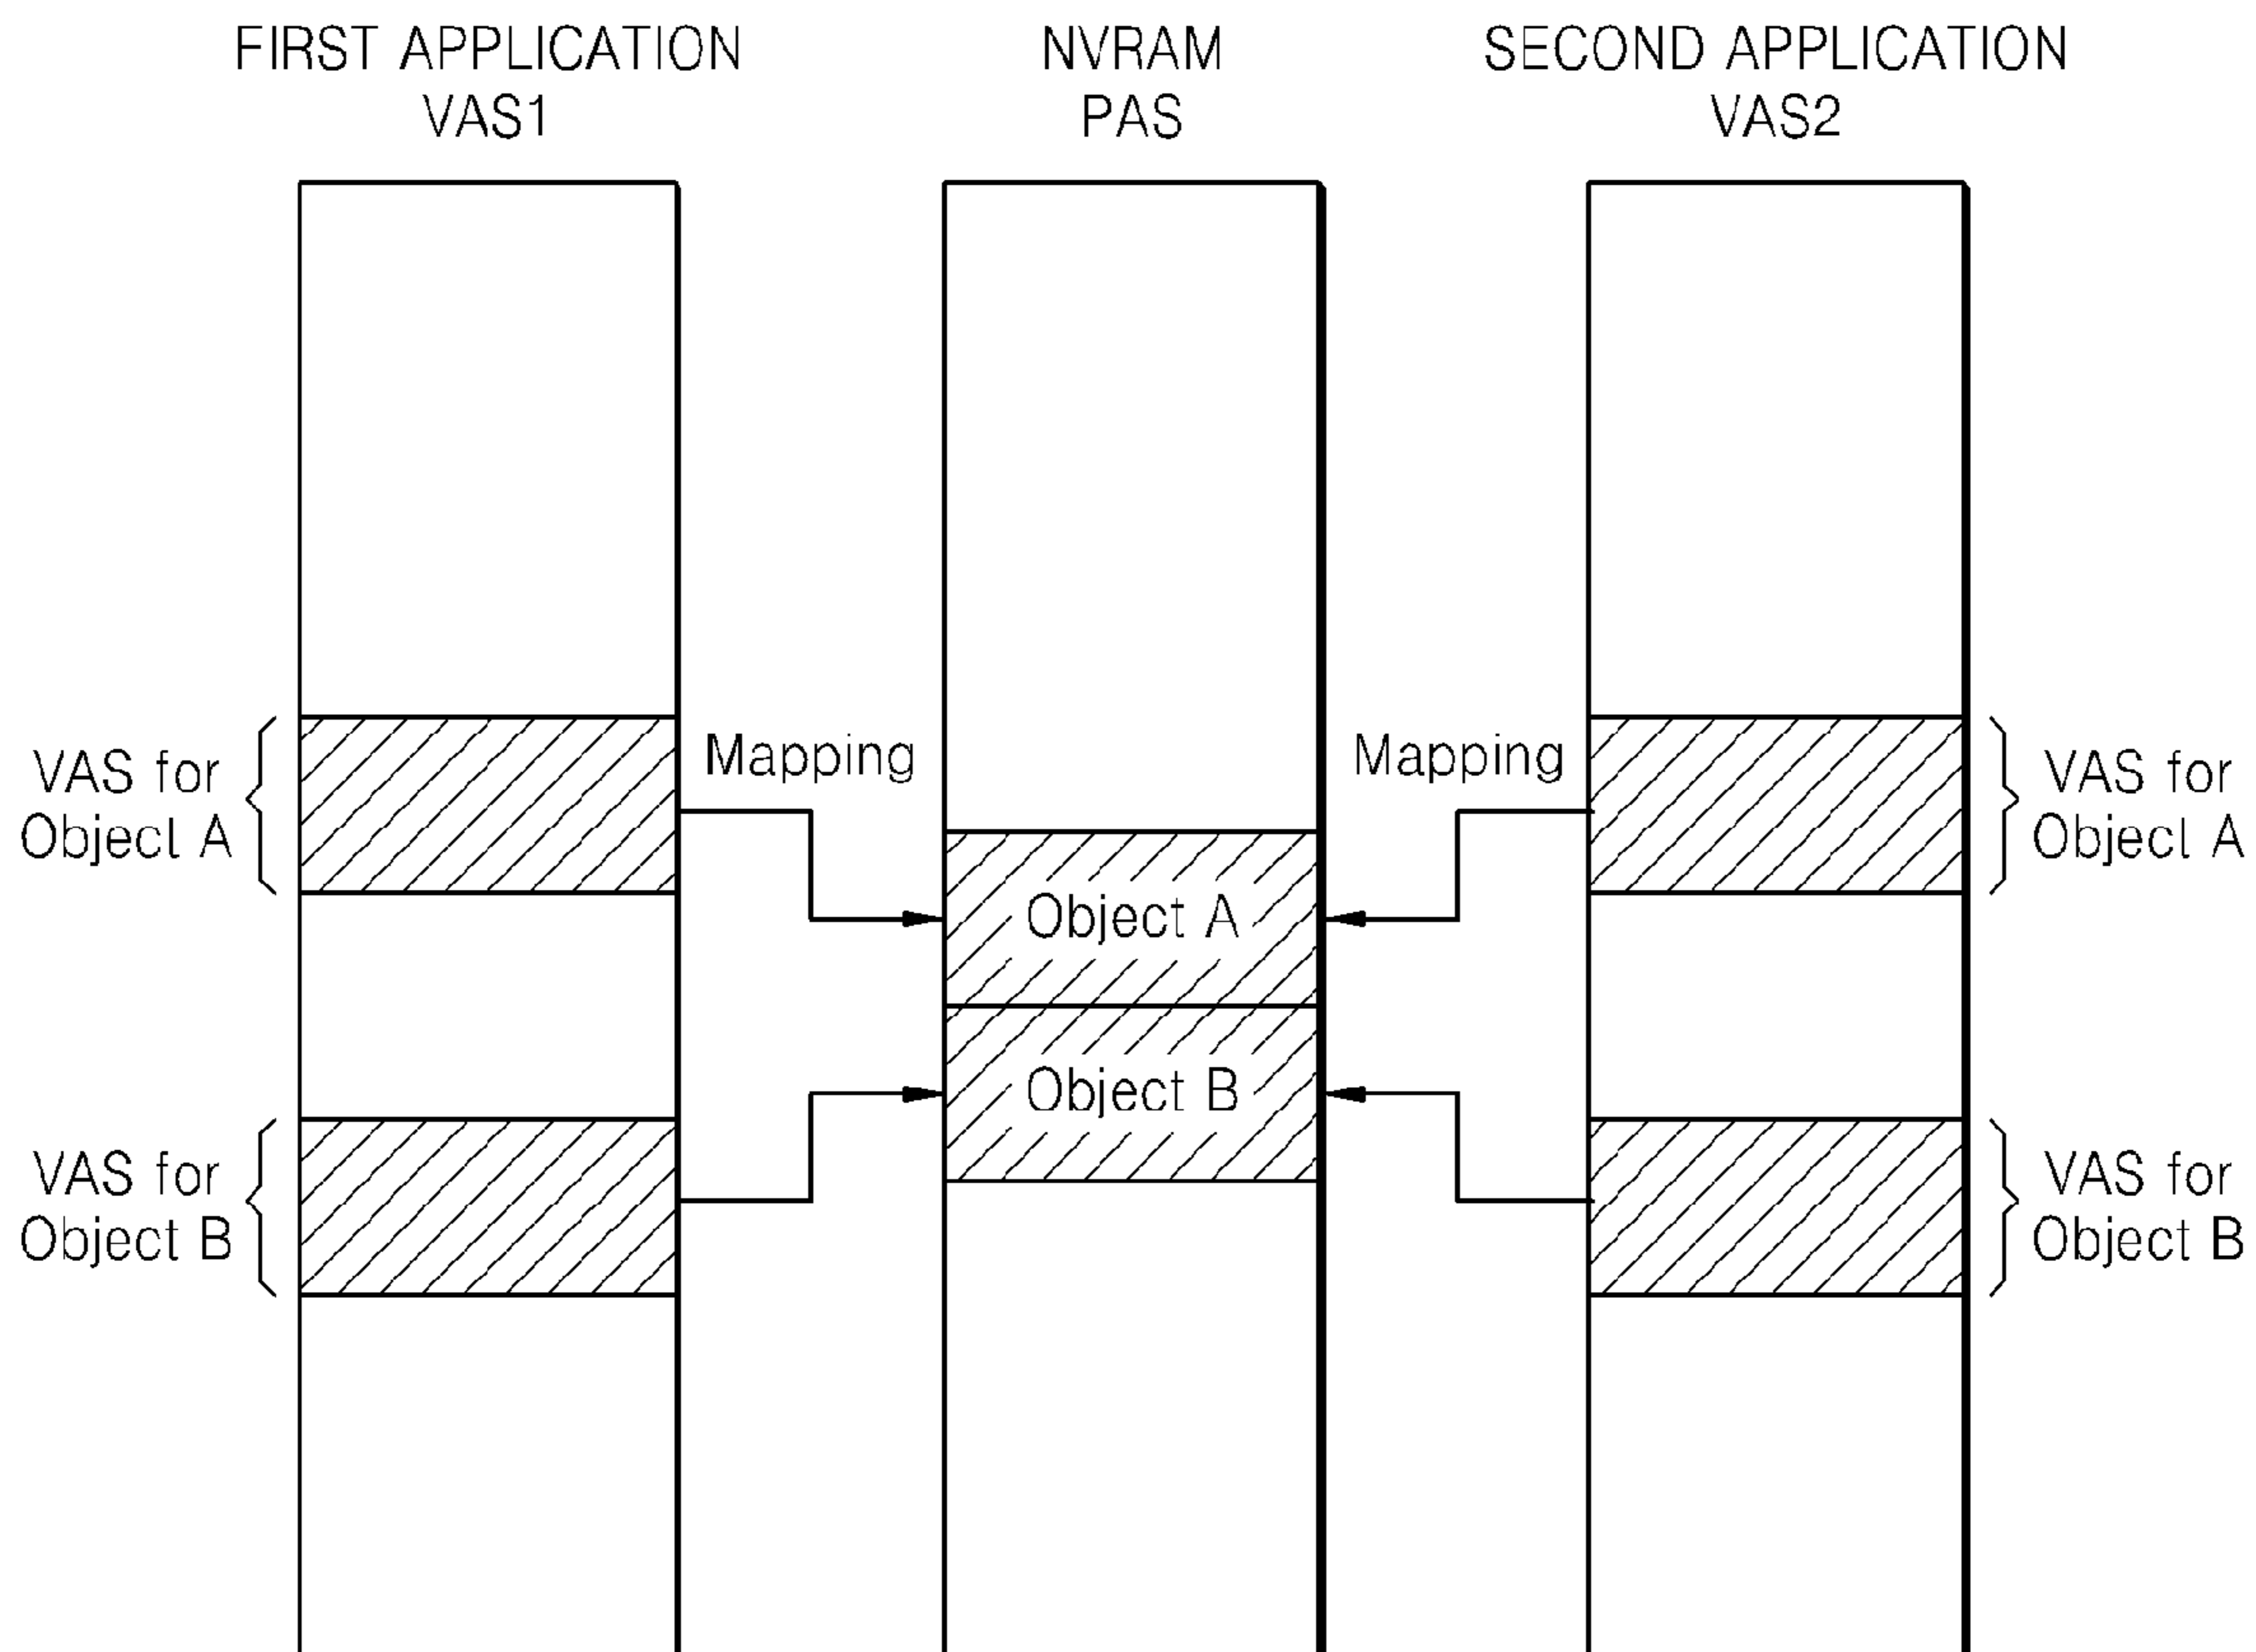 FIRST APPLICATION
VAS1
NVRAM
PAS
SECOND APPLICATION
VAS2
VAS for
Object A
Mapping
Mapping
VAS for
Object A
Object A
Object B
VAS for
Object B
VAS for
Object B